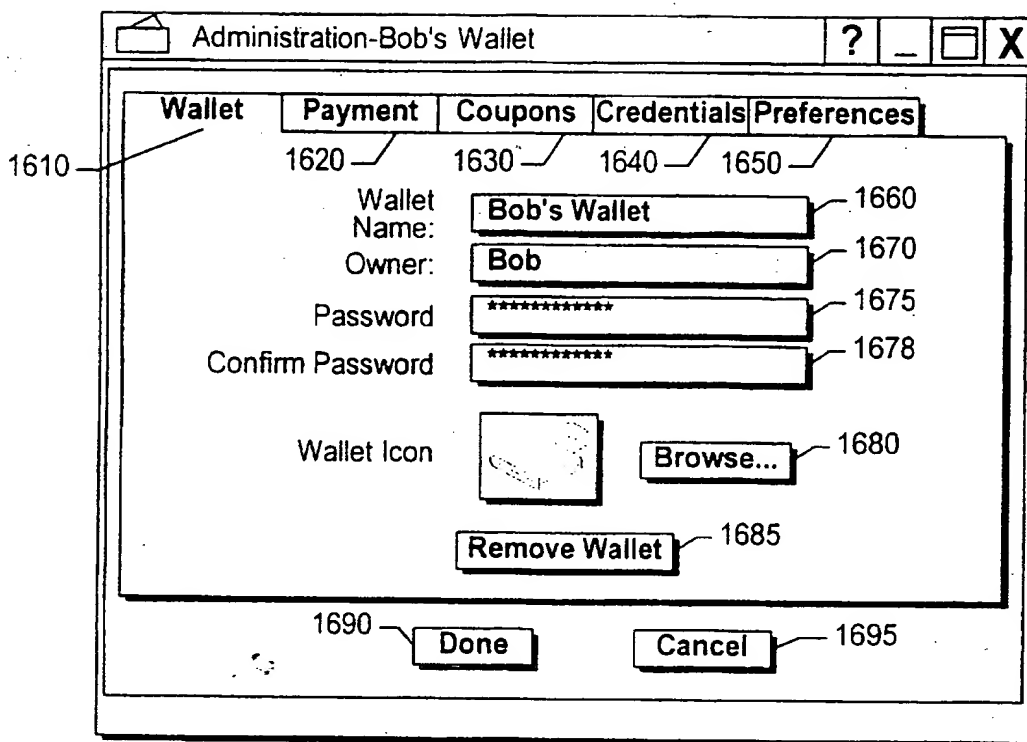 Administration-Bob's Wallet ? _ X
Wallet Payment Coupons Credentials Preferences
1610 1620 1630 1640 1650
Wallet Name: Bob's Wallet 1660
Owner: Bob 1670
Password ************ 1675
Confirm Password ************ 1678
Wallet Icon Browse... 1680
Remove Wallet 1685
1690 Done Cancel 1695